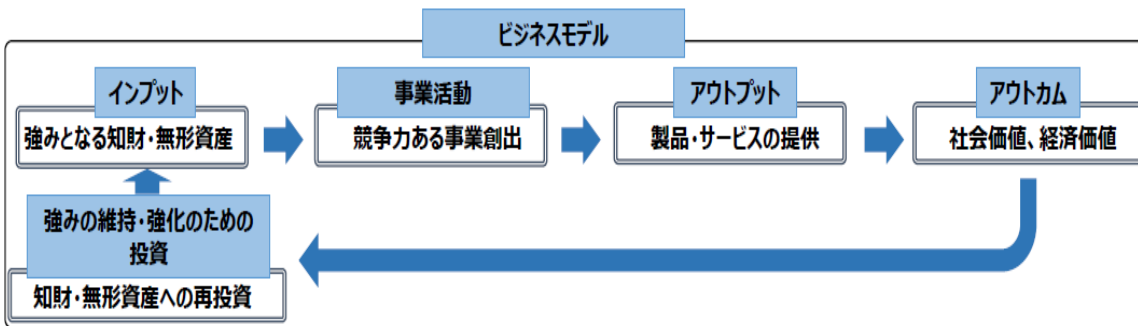 ビジネスモデル
インプット
強みとなる知財・無形資産
事業活動
競争力ある事業創出
アウトプット
製品・サービスの提供
アウトカム
社会価値、経済価値
強みの維持・強化のための
投資
知財・無形資産への再投資